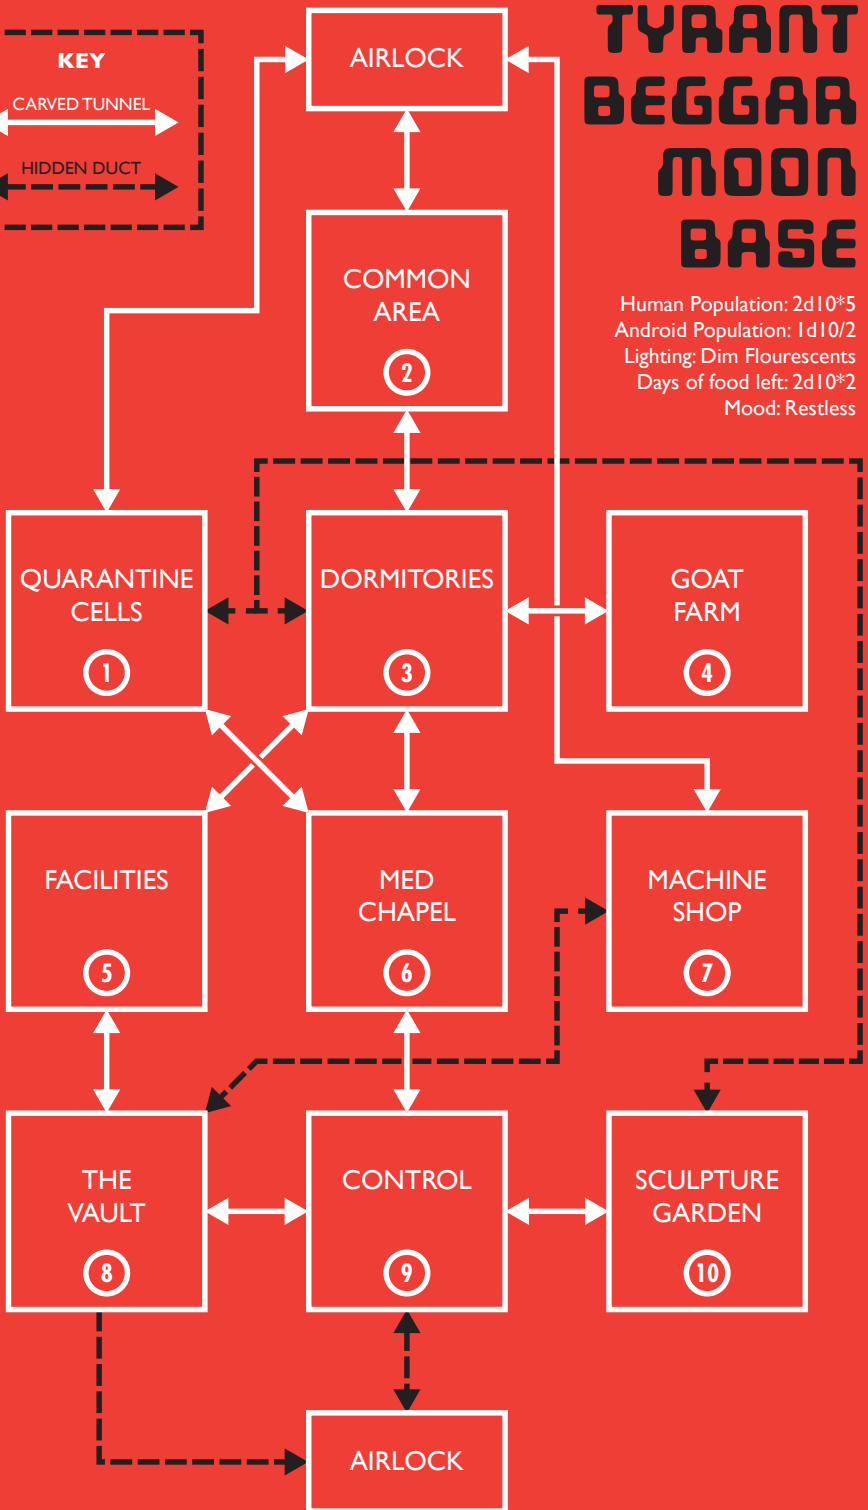 TYRANT
BEGGAR
MOON
BASE
Human Population: 2d10*5
Android Population: 1d10/2
Lighting: Dim Flourescents
Days of food left: 2d10*2
Mood: Restless
KEY
CARVED TUNNEL
HIDDEN DUCT
AIRLOCK
COMMON
AREA
2
QUARANTINE
CELLS
1
DORMITORIES
3
GOAT
FARM
4
FACILITIES
5
MED
CHAPEL
6
MACHINE
SHOP
7
THE
VAULT
8
CONTROL
9
SCULPTURE
GARDEN
10
AIRLOCK